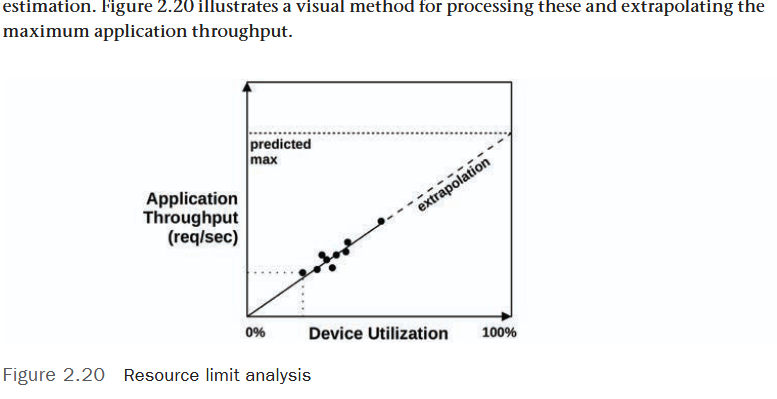 estimation. Figure 2.20 illustrates a visual method for processing these and extrapolating the
maximum application throughput.
predicted
max
extrapolation
Application
Throughput
(req/sec)
0%
Device Utilization
100%
Figure 2.20 Resource limit analysis